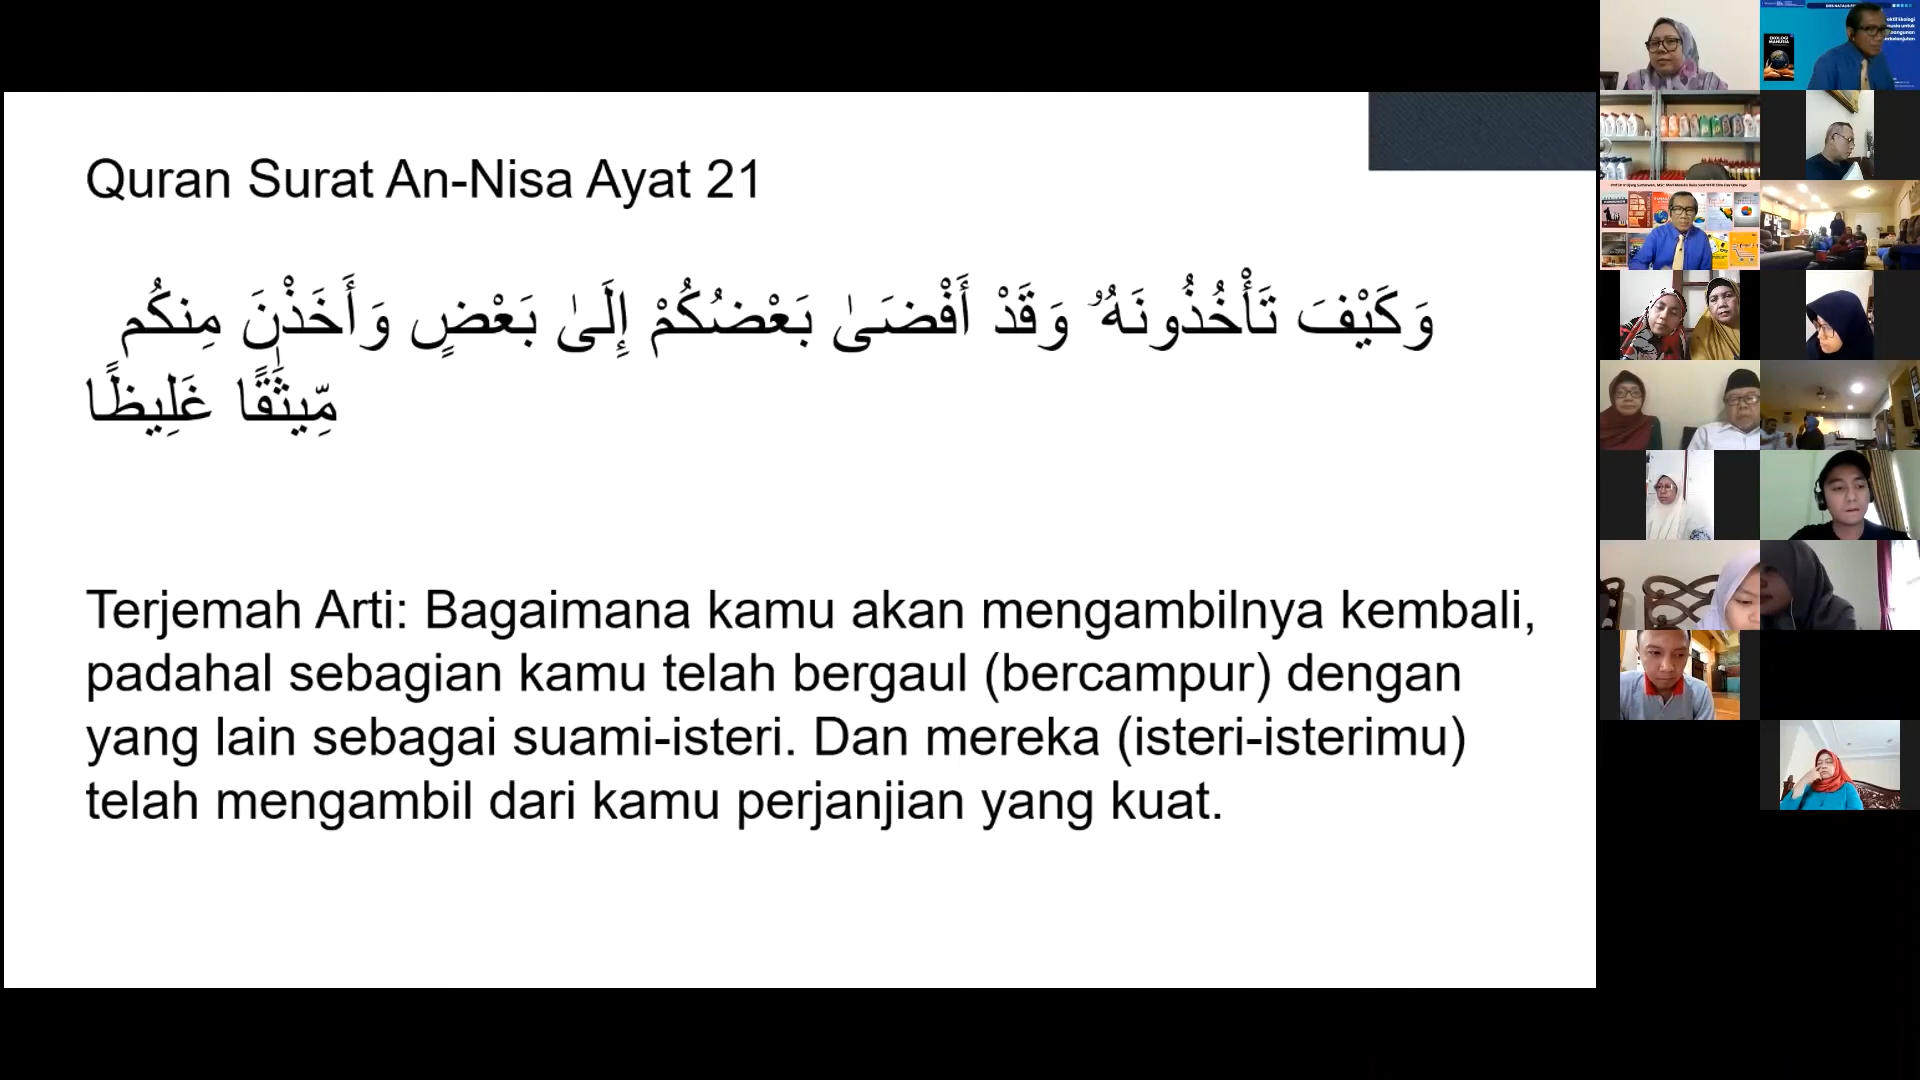 Quran Surat An-Nisa Ayat 21
وَكَيْفَ تَأْخُذُونَهُۥ وَقَدْ أَفْضَىٰ بَعْضُكُمْ إِلَىٰ بَعْضٍ وَأَخَذْنَ مِنكُم
مِّيثَٰقًا غَلِيظًا
Terjemah Arti: Bagaimana kamu akan mengambilnya kembali,
padahal sebagian kamu telah bergaul (bercampur) dengan
yang lain sebagai suami-isteri. Dan mereka (isteri-isterimu)
telah mengambil dari kamu perjanjian yang kuat.
EKOLOGI
MANUSIA